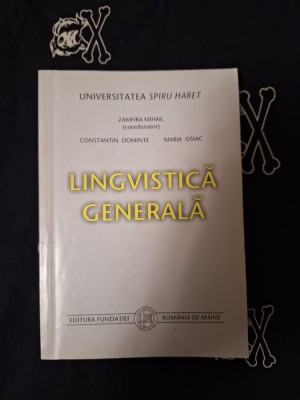 UNIVERSITATEA SPIRU HARET
ZAMFIRA MIHAIL
(coordonator)
CONSTANTIN DOMINTE MARIA OSIAC
LINGVISTICĂ
GENERALĂ
EDITURA FUNDAȚIEI ROMÂNIA DE MÂINE